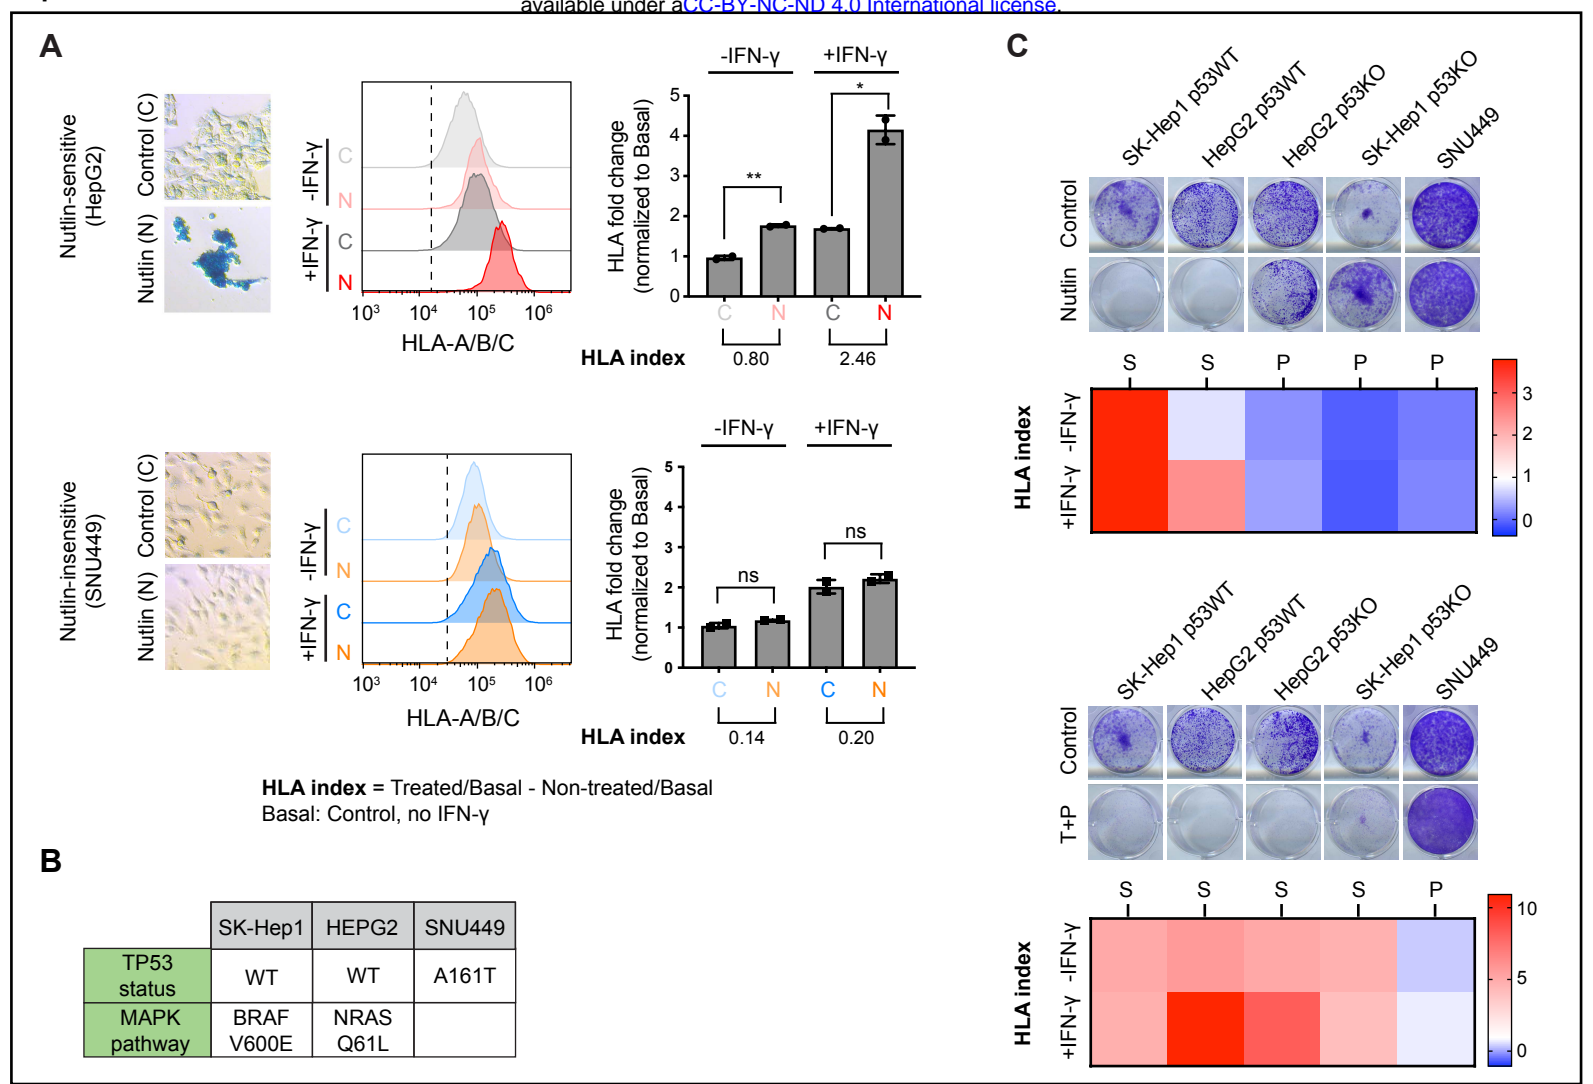 available under aCC-BY-NC-ND 4.0 International license.
A
Nutlin-sensitive
(HepG2)
Control (C)
Nutlin (N)
-IFN-γ
C
N
+IFN-γ
C
N
10³ 10⁴ 10⁵ 10⁶
HLA-A/B/C
-IFN-γ +IFN-γ
HLA fold change
(normalized to Basal)
5
4
3
2
1
0
** *
C N C N
HLA index 0.80 2.46
Nutlin-insensitive
(SNU449)
Control (C)
Nutlin (N)
-IFN-γ
C
N
+IFN-γ
C
N
10³ 10⁴ 10⁵ 10⁶
HLA-A/B/C
-IFN-γ +IFN-γ
HLA fold change
(normalized to Basal)
5
4
3
2
1
0
ns ns
C N C N
HLA index 0.14 0.20
HLA index = Treated/Basal - Non-treated/Basal
Basal: Control, no IFN-γ
B
SK-Hep1 HEPG2 SNU449
TP53
status
WT WT A161T
MAPK
pathway
BRAF
V600E
NRAS
Q61L
C
SK-Hep1 p53WT
HepG2 p53WT
HepG2 p53KO
SK-Hep1 p53KO
SNU449
Control
Nutlin
S S P P P
HLA index
-IFN-γ
+IFN-γ
3
2
1
0
SK-Hep1 p53WT
HepG2 p53WT
HepG2 p53KO
SK-Hep1 p53KO
SNU449
Control
T+P
S S S S P
HLA index
-IFN-γ
+IFN-γ
10
5
0